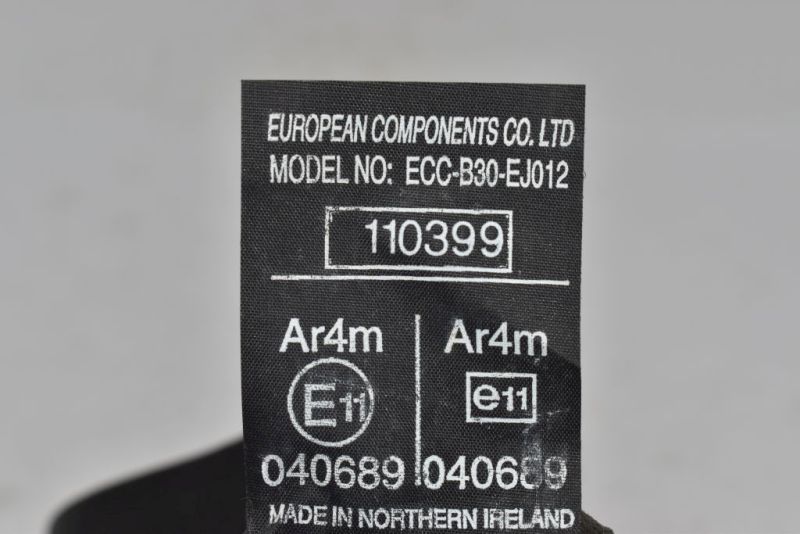 EUROPEAN COMPONENTS CO. LTD
MODEL NO: ECC-B30-EJ012
110399
Ar4m Ar4m
E11 e11
040689 040689
MADE IN NORTHERN IRELAND